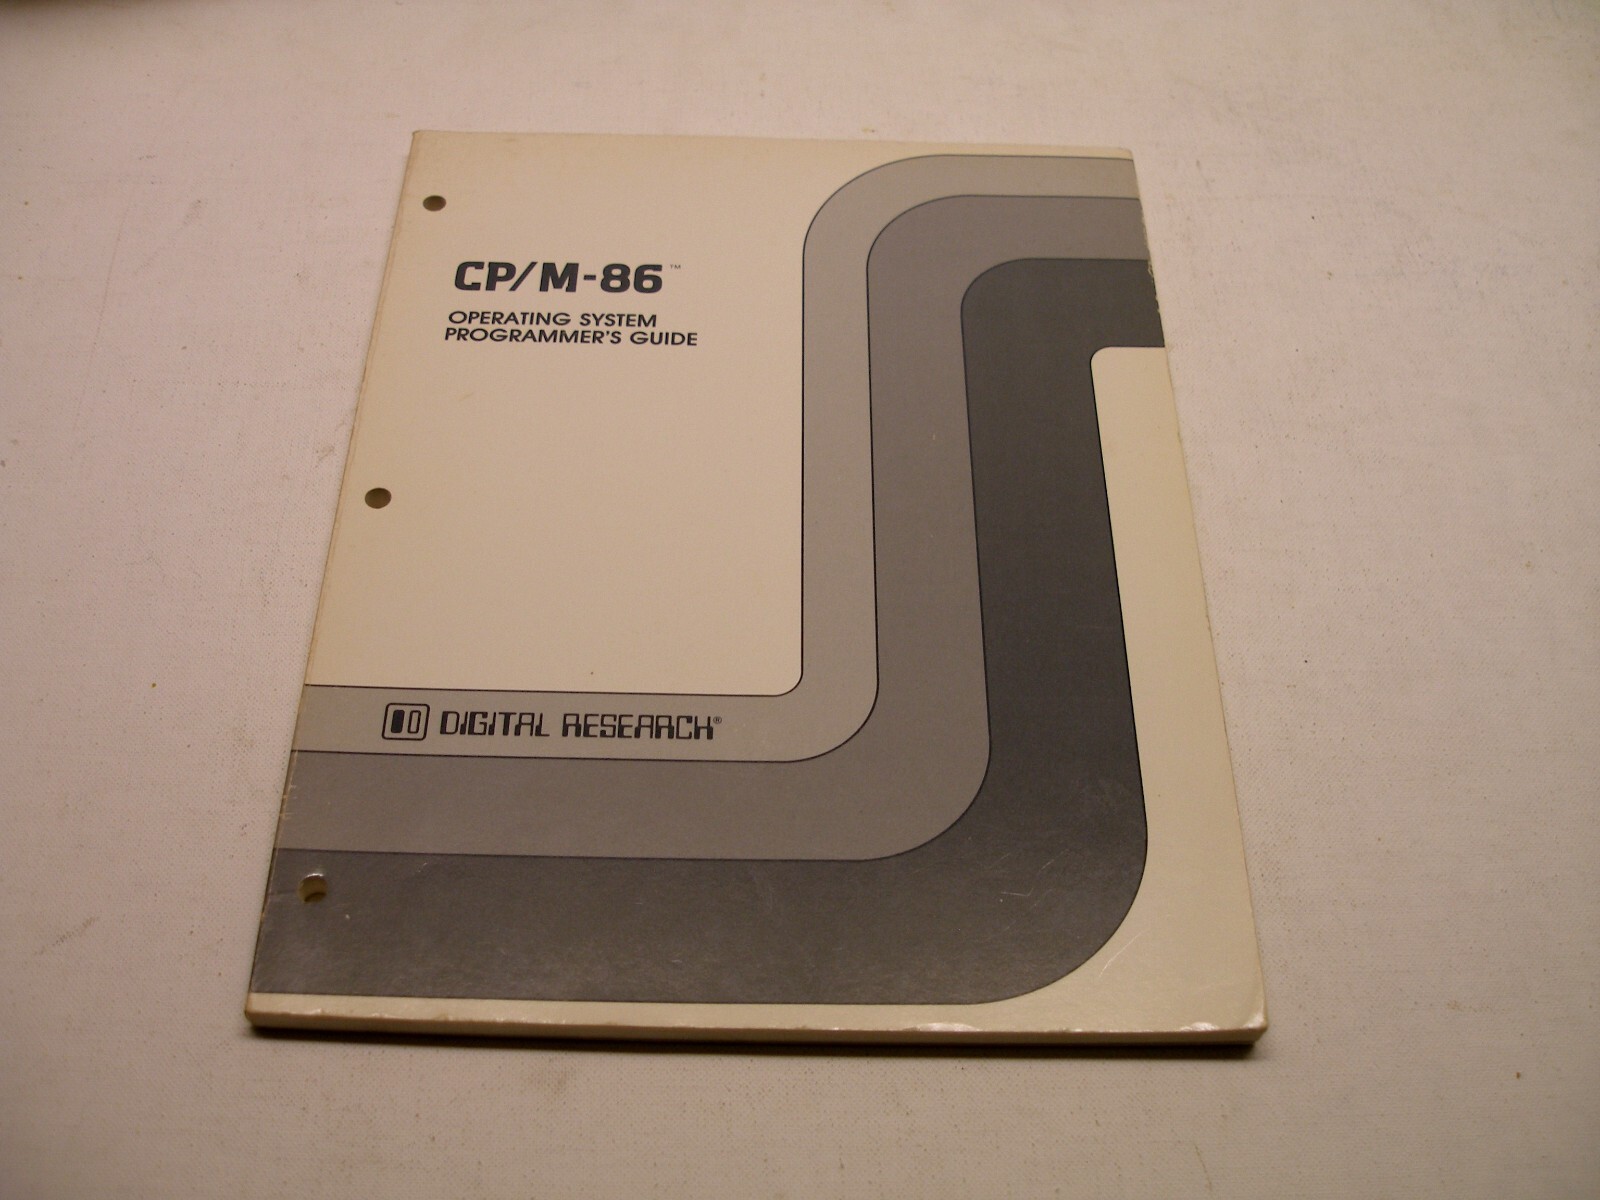 CP/M-86™
OPERATING SYSTEM
PROGRAMMER'S GUIDE
DIGITAL RESEARCH®